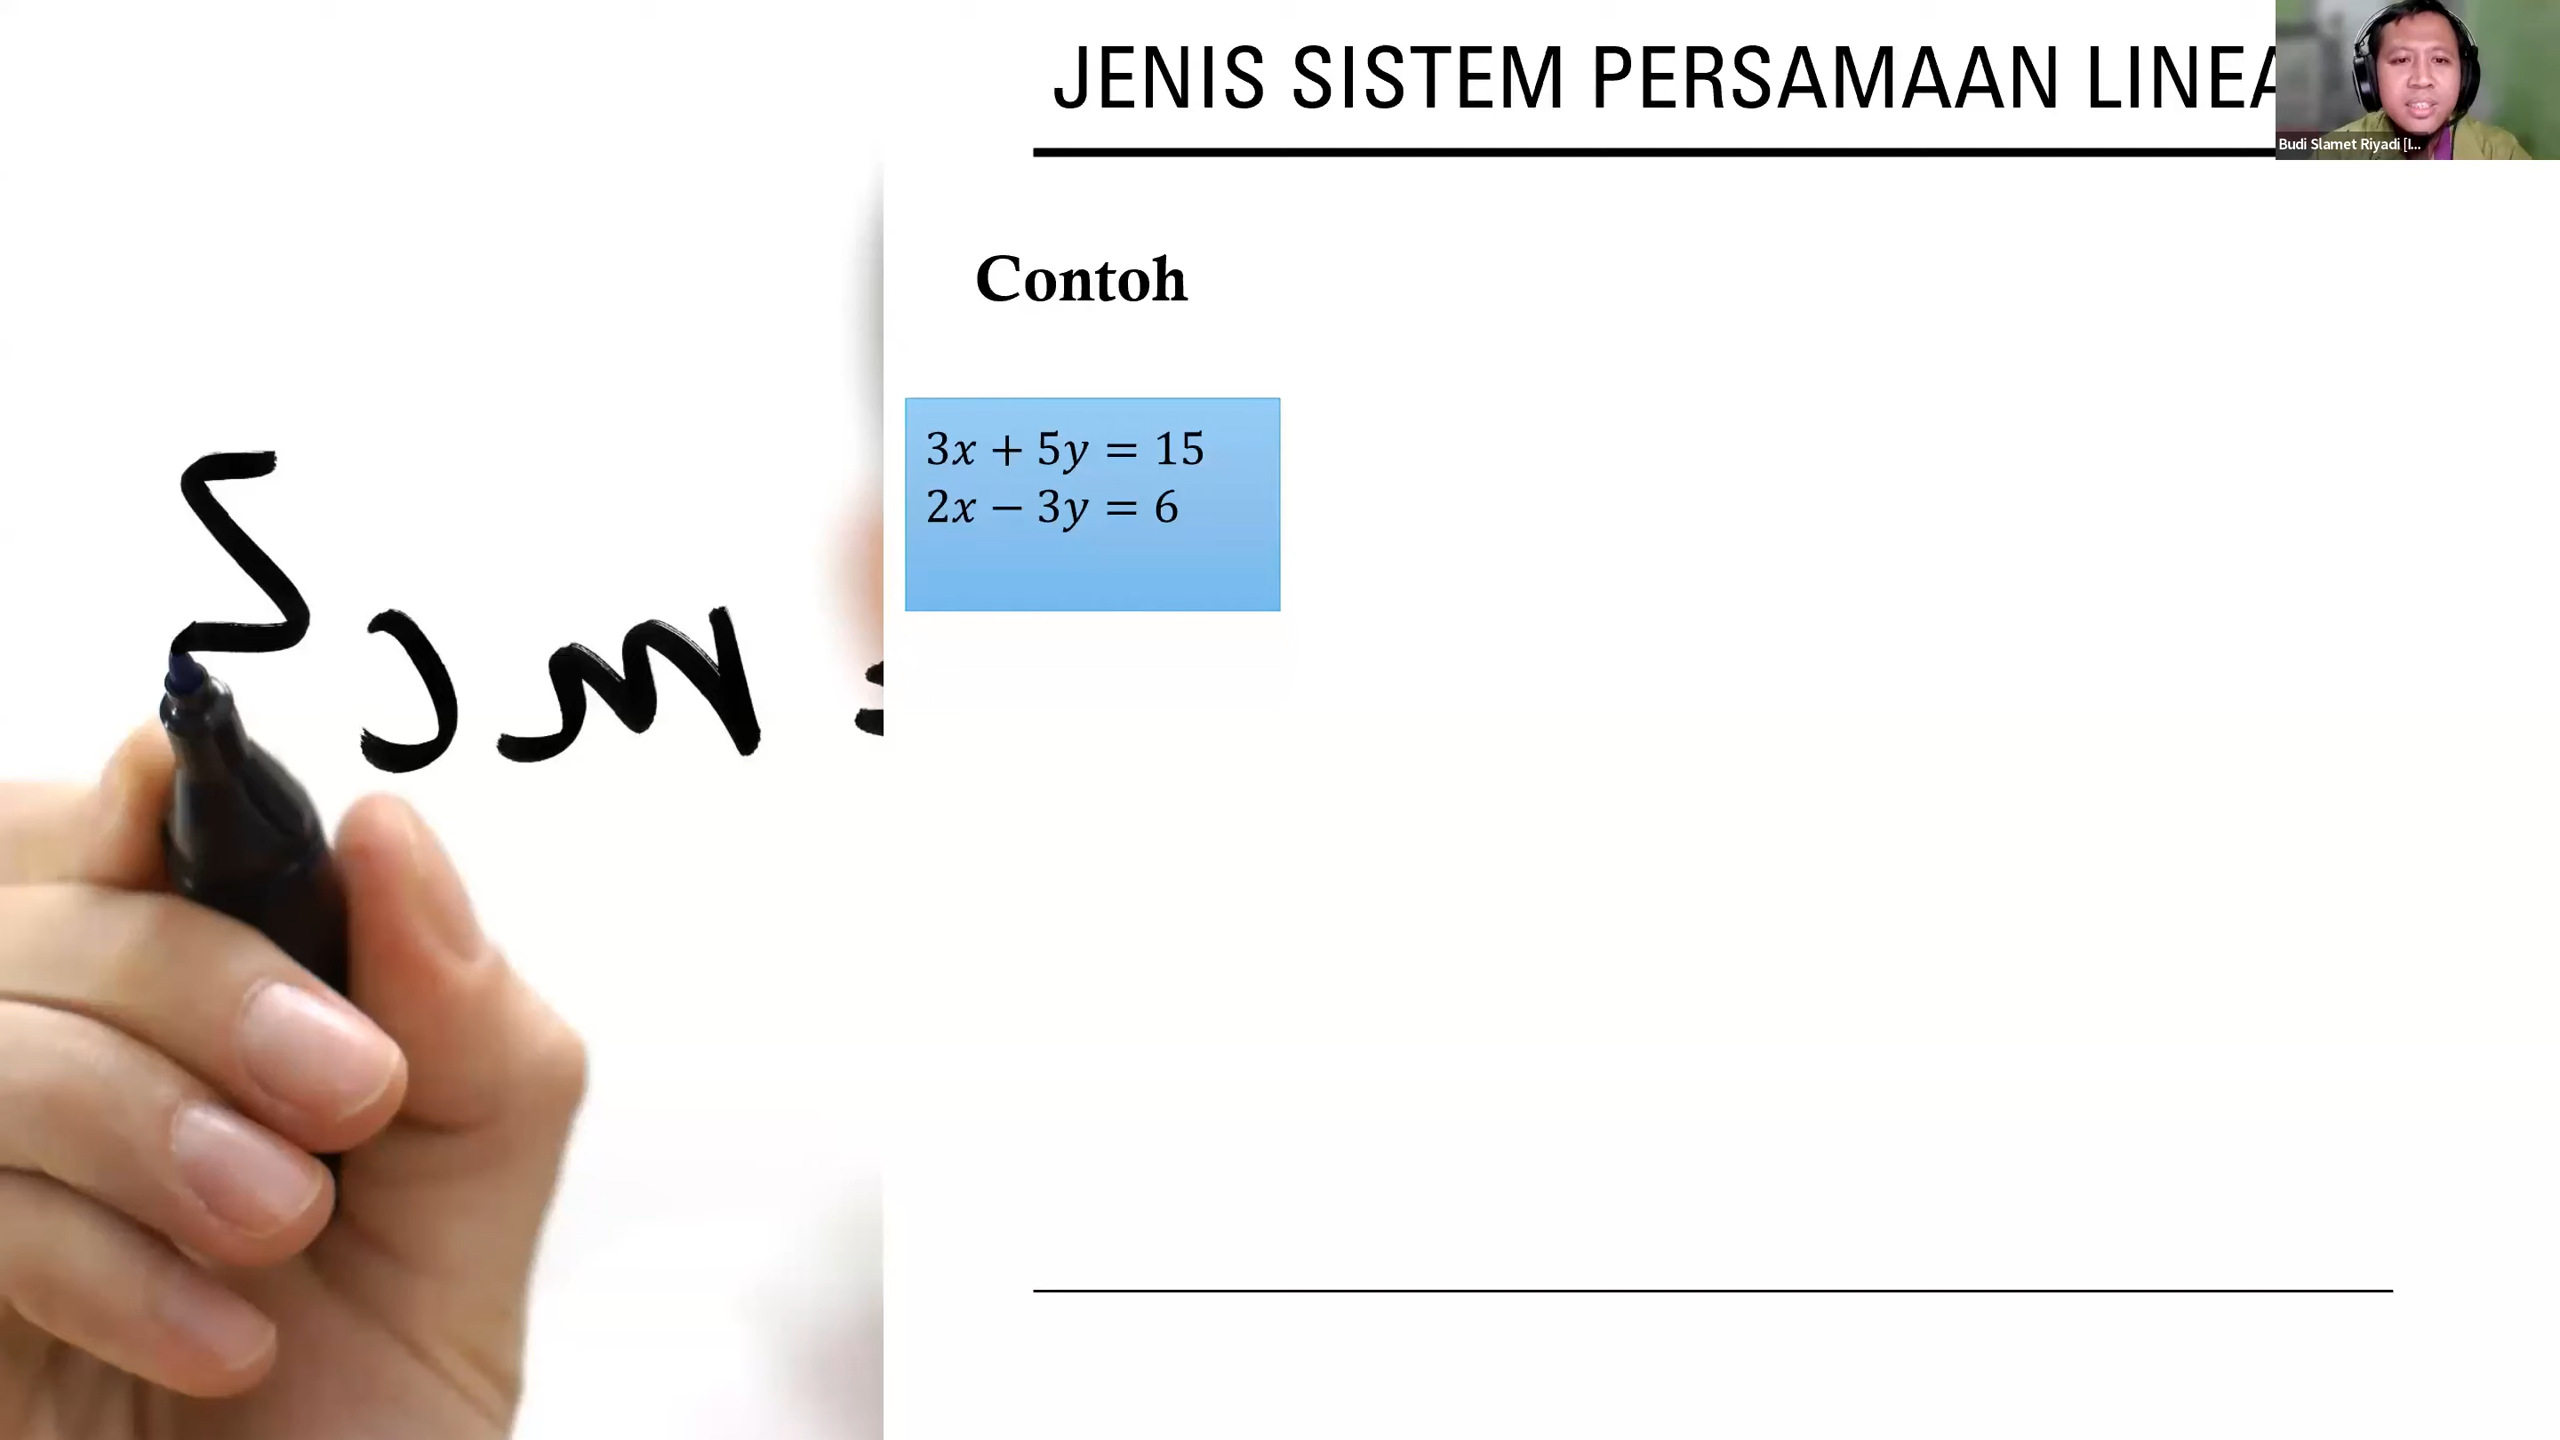 JENIS SISTEM PERSAMAAN LINEA
Budi Slamet Riyadi [I...
Contoh
3x + 5y = 15
2x − 3y = 6